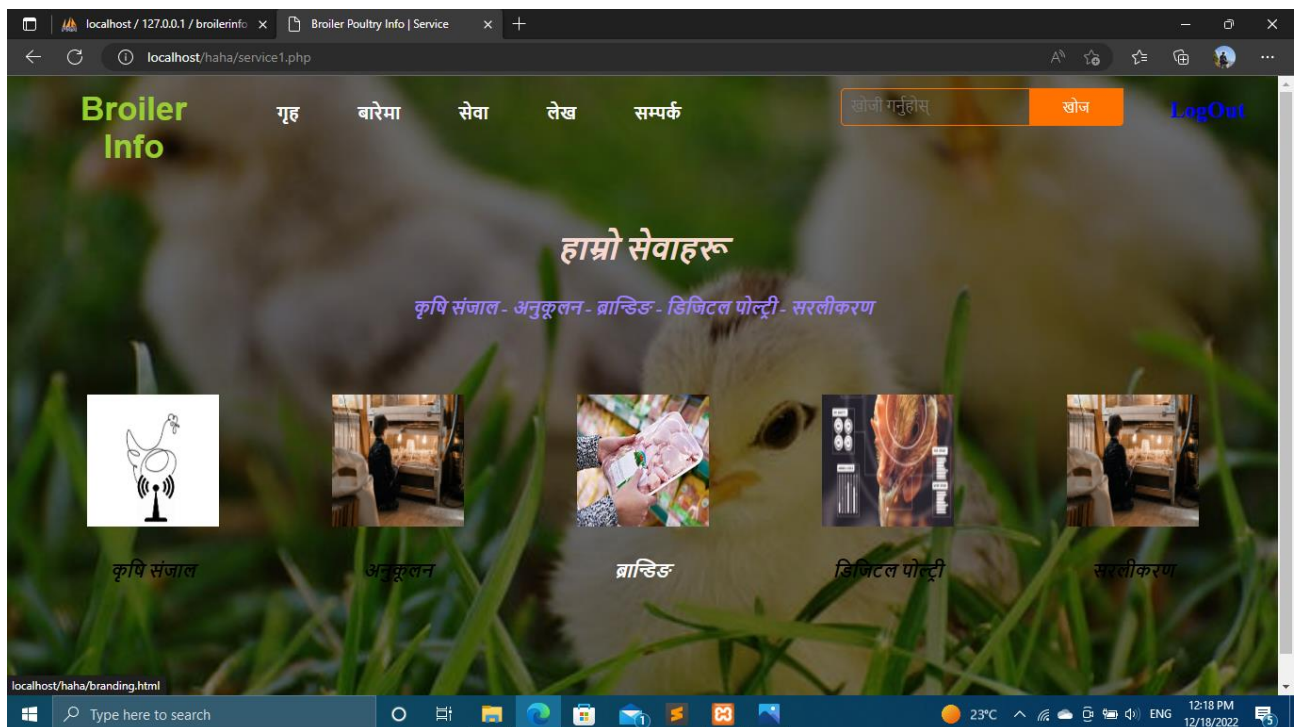 localhost / 127.0.0.1 / broilerinfo
Broiler Poultry Info | Service
localhost/haha/service1.php
Broiler
Info
गृह
बारेमा
सेवा
लेख
सम्पर्क
खोजी गर्नुहोस्
खोज
LogOut
हाम्रो सेवाहरू
कृषि संजाल - अनुकूलन - ब्रान्डिङ - डिजिटल पोल्ट्री - सरलीकरण
कृषि संजाल
अनुकूलन
ब्रान्डिङ
डिजिटल पोल्ट्री
सरलीकरण
localhost/haha/branding.html
Type here to search
23°C
ENG
12:18 PM
12/18/2022